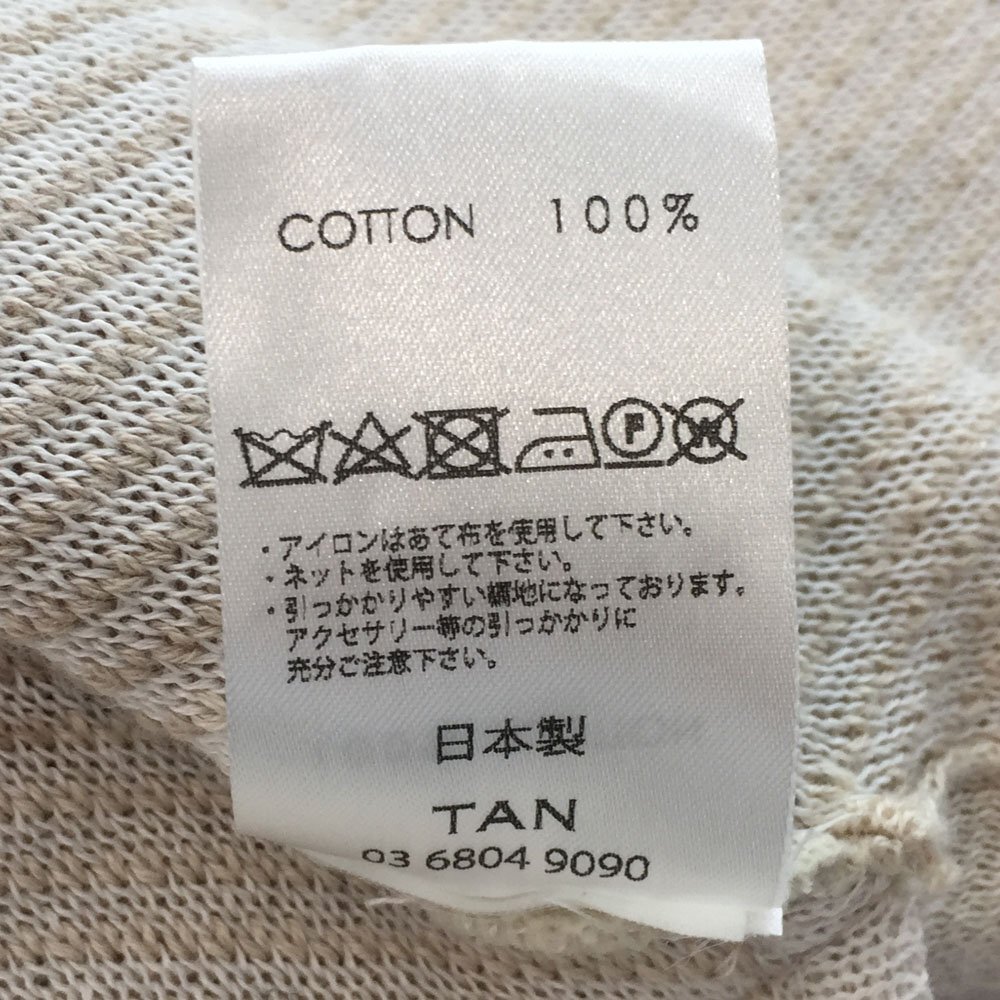 COTTON 100%
P
W
・アイロンはあて布を使用して下さい。
・ネットを使用して下さい。
・引っかかりやすい編地になっております。
アクセサリー等の引っかかりに
充分ご注意下さい。
日本製
TAN
03 6804 9090